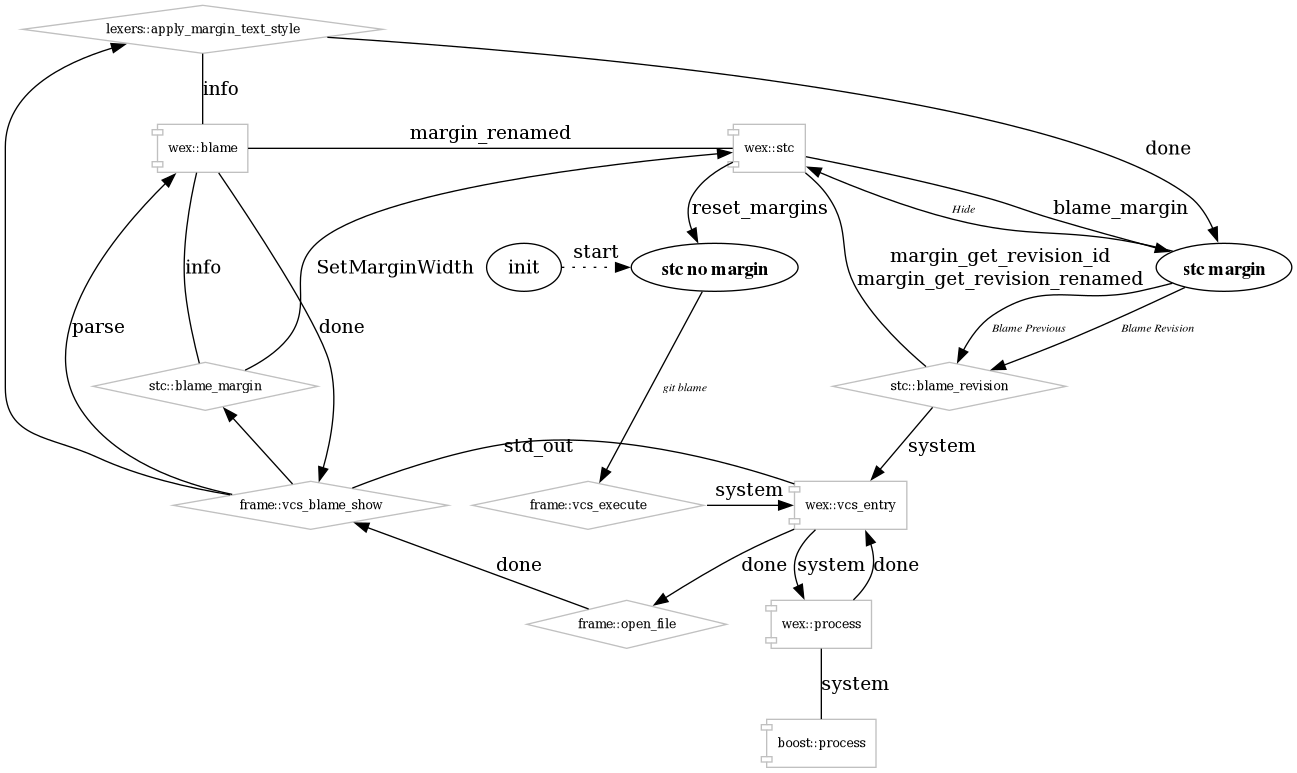 lexers::apply_margin_text_style
info
wex::blame
margin_renamed
wex::stc
done
reset_margins
Hide
blame_margin
init
start
stc no margin
stc margin
info
SetMarginWidth
margin_get_revision_id
margin_get_revision_renamed
parse
done
Blame Previous
Blame Revision
stc::blame_margin
git blame
stc::blame_revision
std_out
system
frame::vcs_blame_show
frame::vcs_execute
system
wex::vcs_entry
done
done
system
done
frame::open_file
wex::process
system
boost::process